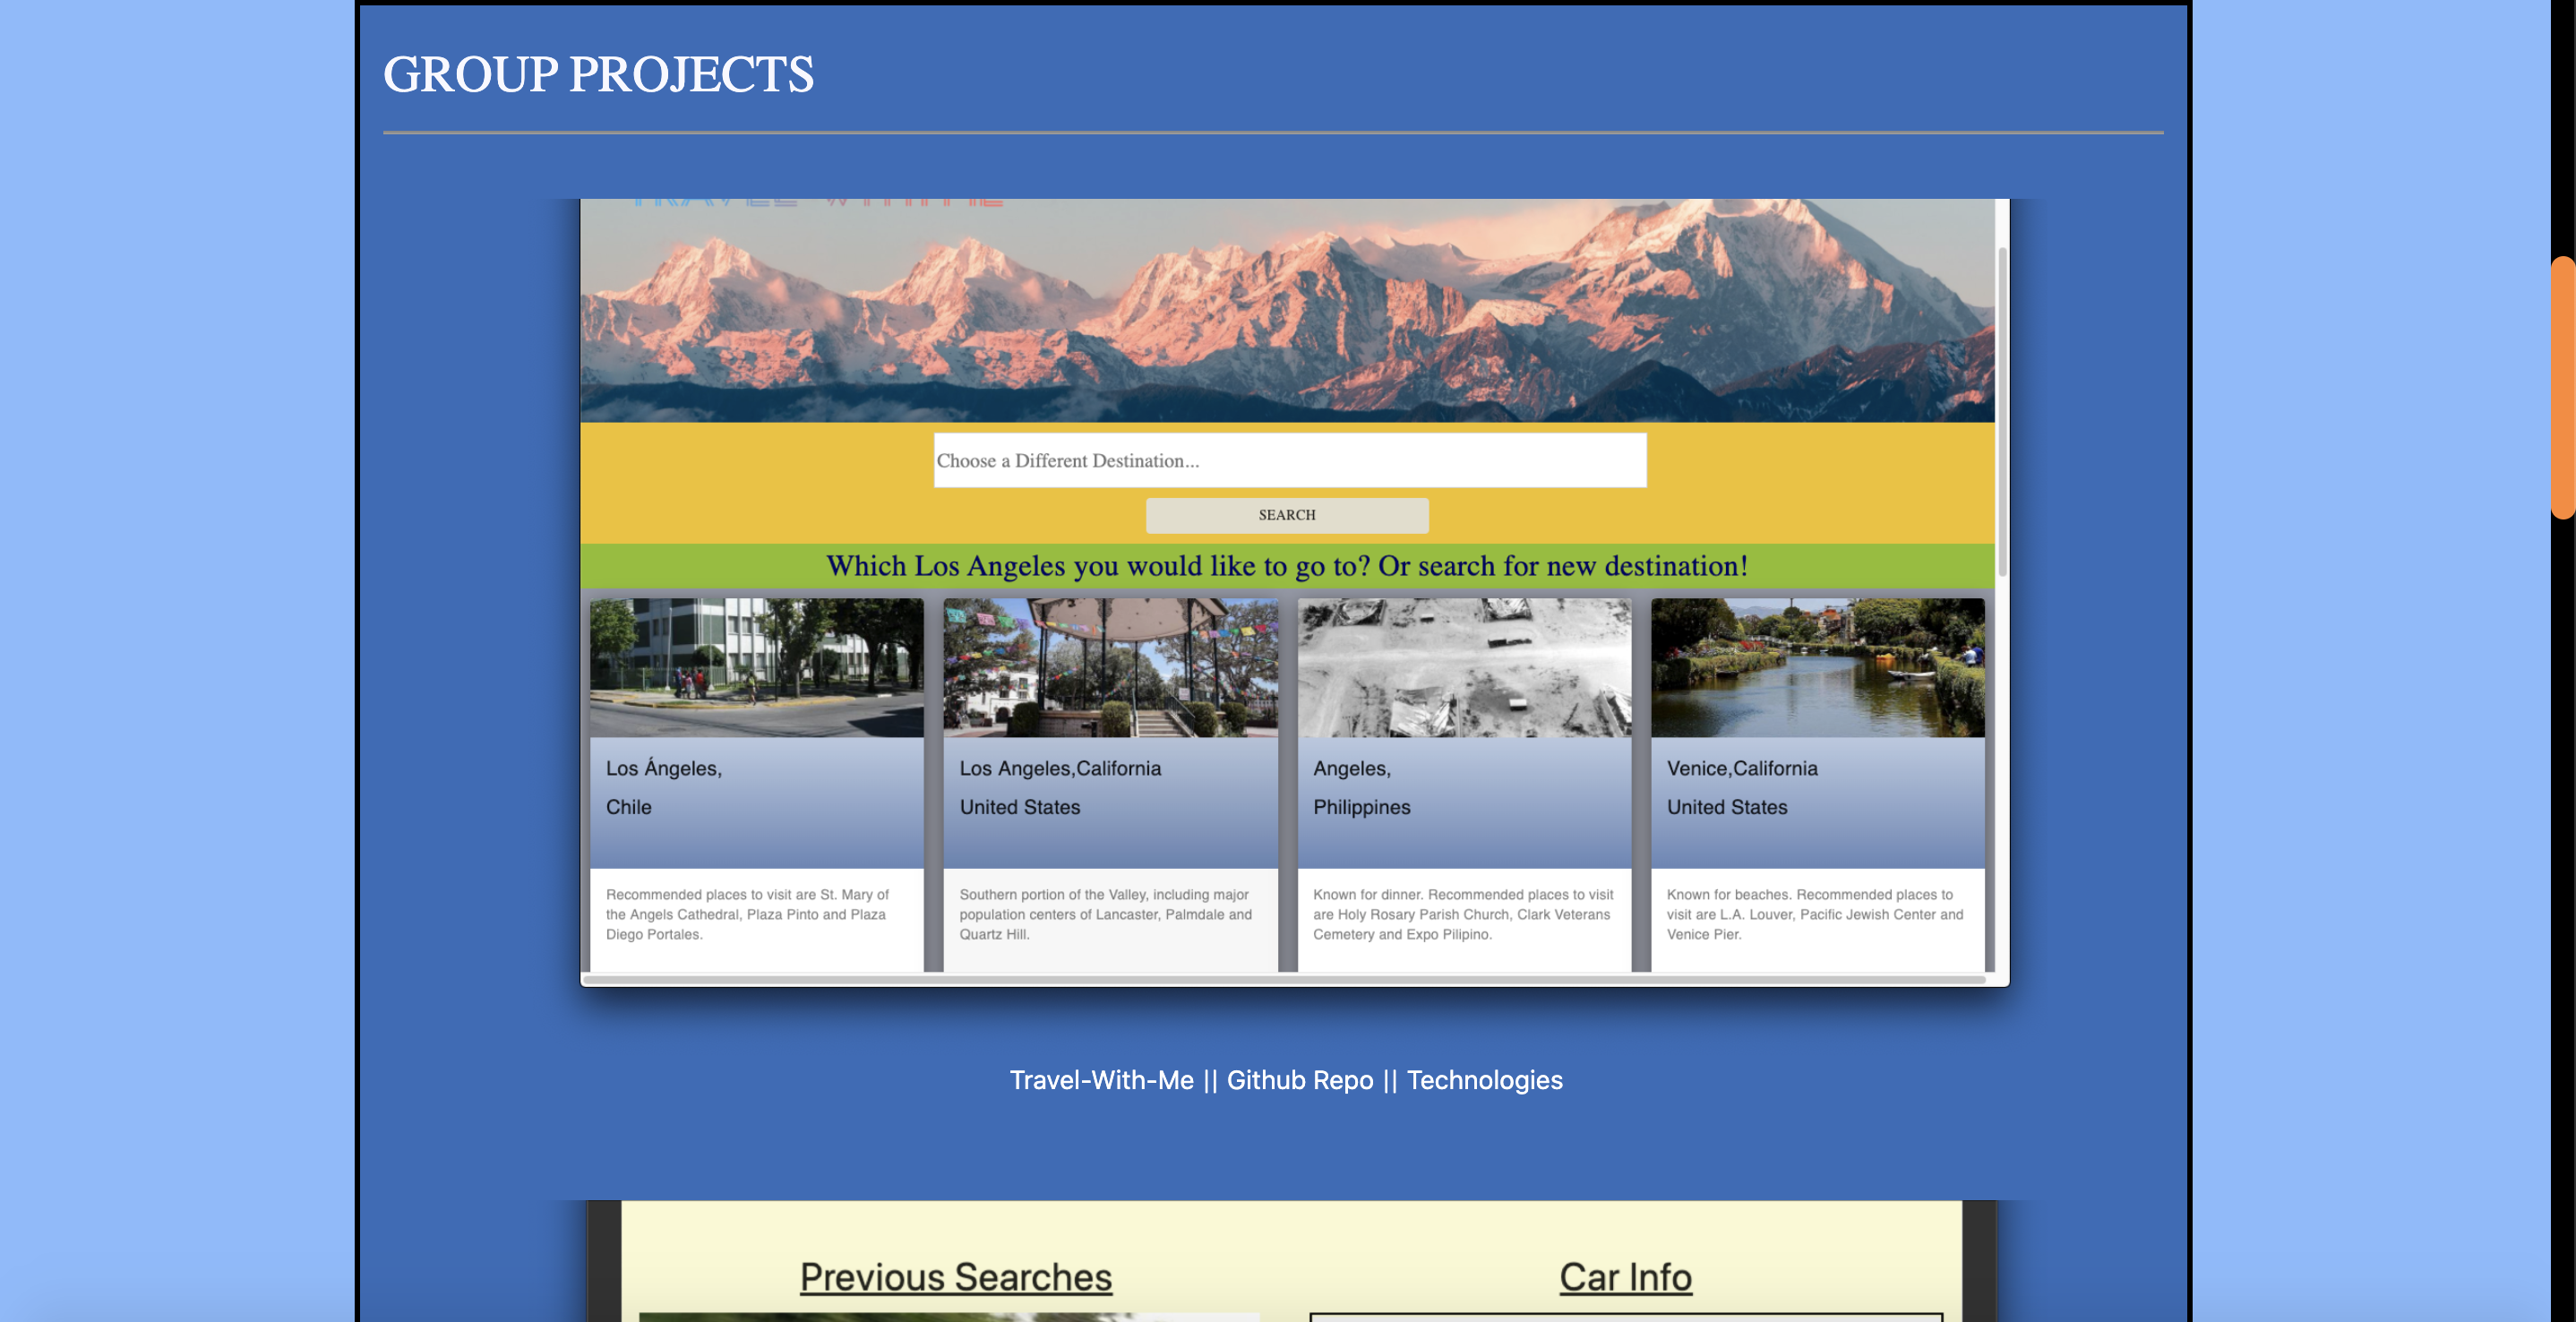 GROUP PROJECTS
Choose a Different Destination...
SEARCH
Which Los Angeles you would like to go to? Or search for new destination!
Los Ángeles,
Chile
Recommended places to visit are St. Mary of
the Angels Cathedral, Plaza Pinto and Plaza
Diego Portales.
Los Angeles,California
United States
Southern portion of the Valley, including major
population centers of Lancaster, Palmdale and
Quartz Hill.
Angeles,
Philippines
Known for dinner. Recommended places to visit
are Holy Rosary Parish Church, Clark Veterans
Cemetery and Expo Pilipino.
Venice,California
United States
Known for beaches. Recommended places to
visit are L.A. Louver, Pacific Jewish Center and
Venice Pier.
Travel-With-Me || Github Repo || Technologies
Previous Searches
Car Info